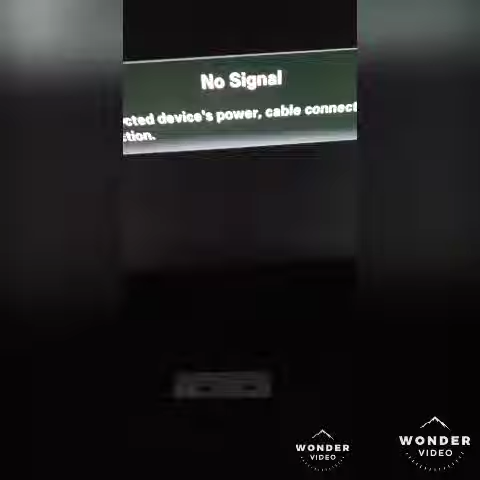 No Signal
cted device's power, cable connect
tion.
WONDER
VIDEO
WONDER
VIDEO